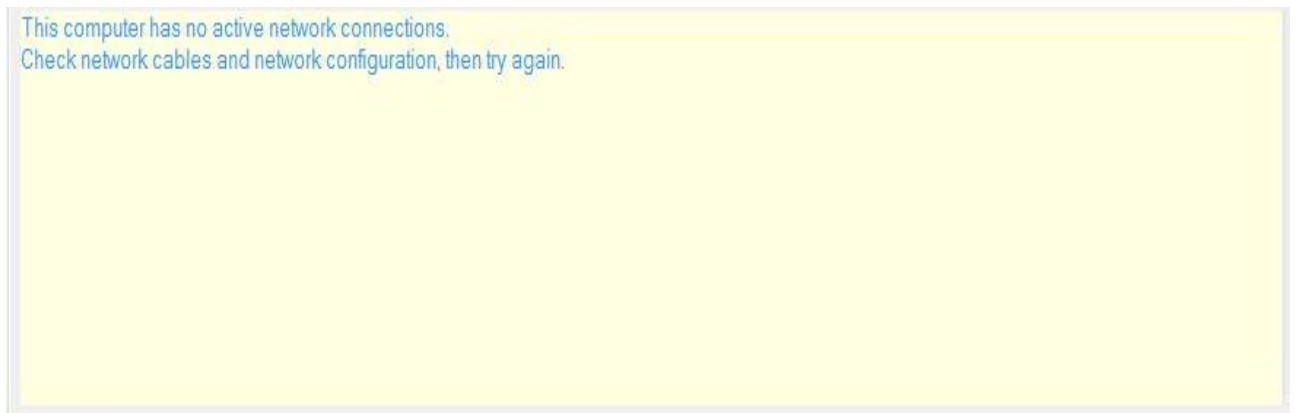 This computer has no active network connections.
Check network cables and network configuration, then try again.